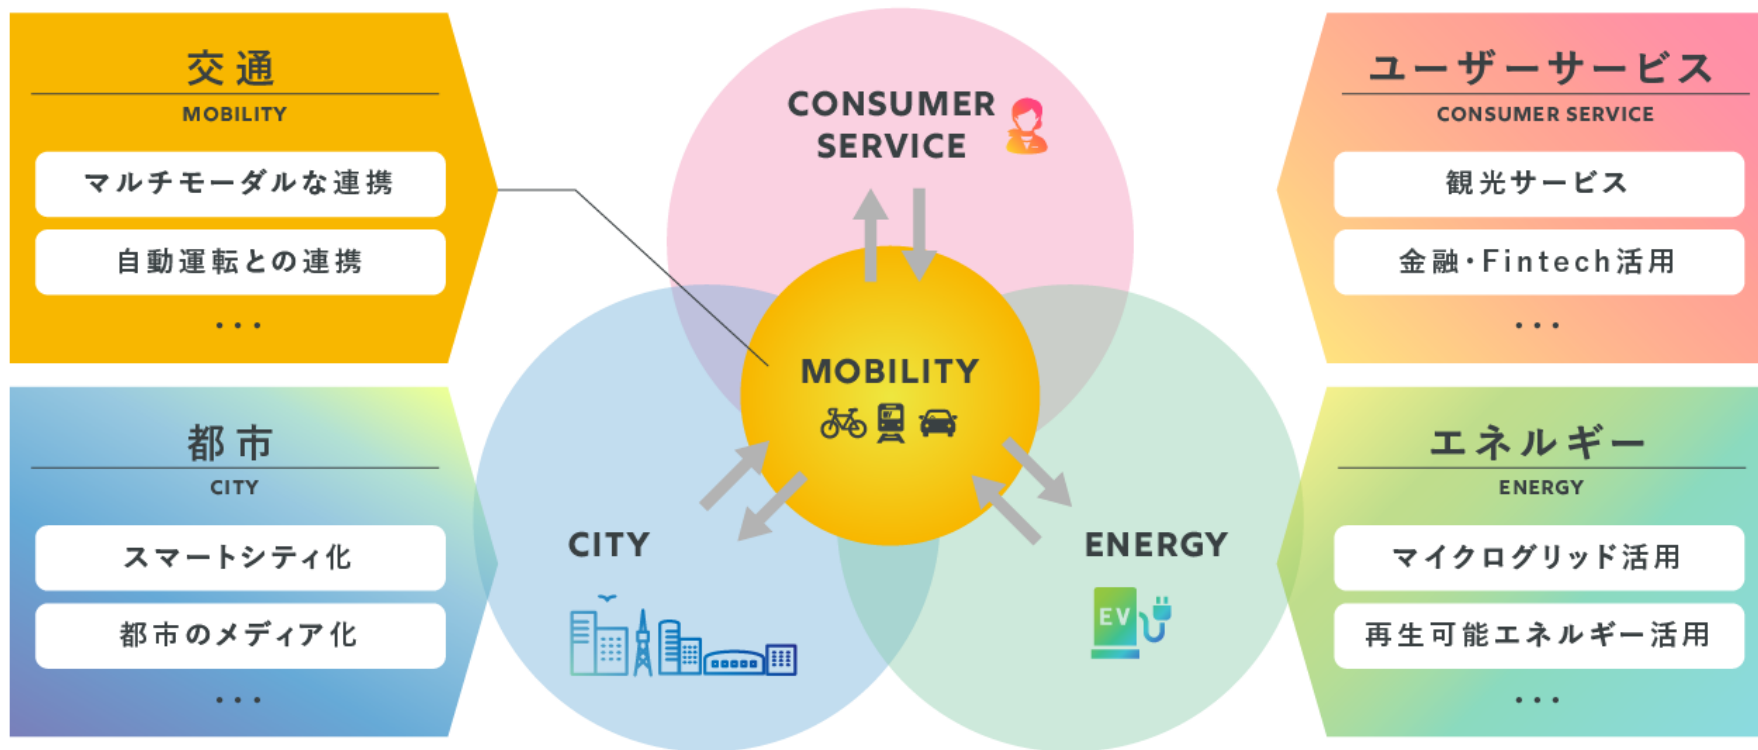 交通
MOBILITY
マルチモーダルな連携
自動運転との連携
...
都市
CITY
スマートシティ化
都市のメディア化
...
CONSUMER
SERVICE
MOBILITY
CITY
ENERGY
EV
ユーザーサービス
CONSUMER SERVICE
観光サービス
金融・Fintech活用
...
エネルギー
ENERGY
マイクログリッド活用
再生可能エネルギー活用
...